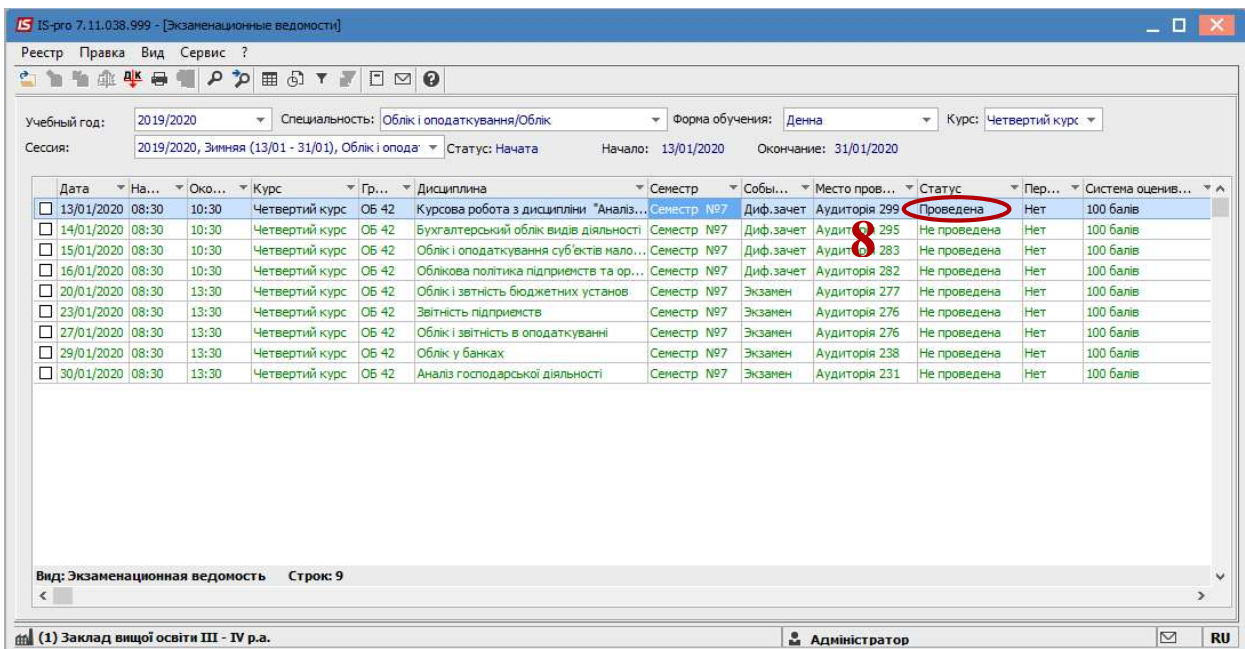 IS-pro 7.11.038.999 - [Экзаменационные ведомости]
Реестр Правка Вид Сервис ?
Учебный год: 2019/2020 Специальность: Облік і оподаткування/Облік Форма обучения: Денна Курс: Четвертий курс
Сессия: 2019/2020, Зимняя (13/01 - 31/01), Облік і опода Статус: Начата Начало: 13/01/2020 Окончание: 31/01/2020
Дата На... Око... Курс Гр... Дисциплина Семестр Собы... Место пров... Статус Пер... Система оценив...
13/01/2020 08:30 10:30 Четвертий курс ОБ 42 Курсова робота з дисципліни "Аналіз... Семестр №7 Диф.зачет Аудиторія 299 Проведена Нет 100 балів
14/01/2020 08:30 10:30 Четвертий курс ОБ 42 Бухгалтерський облік видів діяльності Семестр №7 Диф.зачет Аудиторія 295 Не проведена Нет 100 балів
8
15/01/2020 08:30 10:30 Четвертий курс ОБ 42 Облік і оподаткування суб'єктів мало... Семестр №7 Диф.зачет Аудиторія 283 Не проведена Нет 100 балів
16/01/2020 08:30 10:30 Четвертий курс ОБ 42 Облікова політика підприємств та ор... Семестр №7 Диф.зачет Аудиторія 282 Не проведена Нет 100 балів
20/01/2020 08:30 13:30 Четвертий курс ОБ 42 Облік і звтність бюджетних установ Семестр №7 Экзамен Аудиторія 277 Не проведена Нет 100 балів
23/01/2020 08:30 13:30 Четвертий курс ОБ 42 Звітність підприємств Семестр №7 Экзамен Аудиторія 276 Не проведена Нет 100 балів
27/01/2020 08:30 13:30 Четвертий курс ОБ 42 Облік і звітність в оподаткуванні Семестр №7 Экзамен Аудиторія 276 Не проведена Нет 100 балів
29/01/2020 08:30 13:30 Четвертий курс ОБ 42 Облік у банках Семестр №7 Экзамен Аудиторія 238 Не проведена Нет 100 балів
30/01/2020 08:30 13:30 Четвертий курс ОБ 42 Аналіз господарської діяльності Семестр №7 Экзамен Аудиторія 231 Не проведена Нет 100 балів
Вид: Экзаменационная ведомость Строк: 9
(1) Заклад вищої освіти III - IV р.а. Адміністратор RU